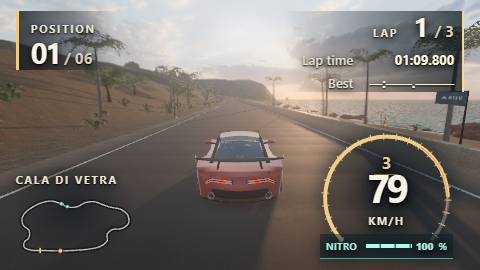 POSITION
01 / 06
LAP 1 / 3
Lap time 01:09.800
Best --:--.---
CALA DI VETRA
3
79
KM/H
NITRO 100 %